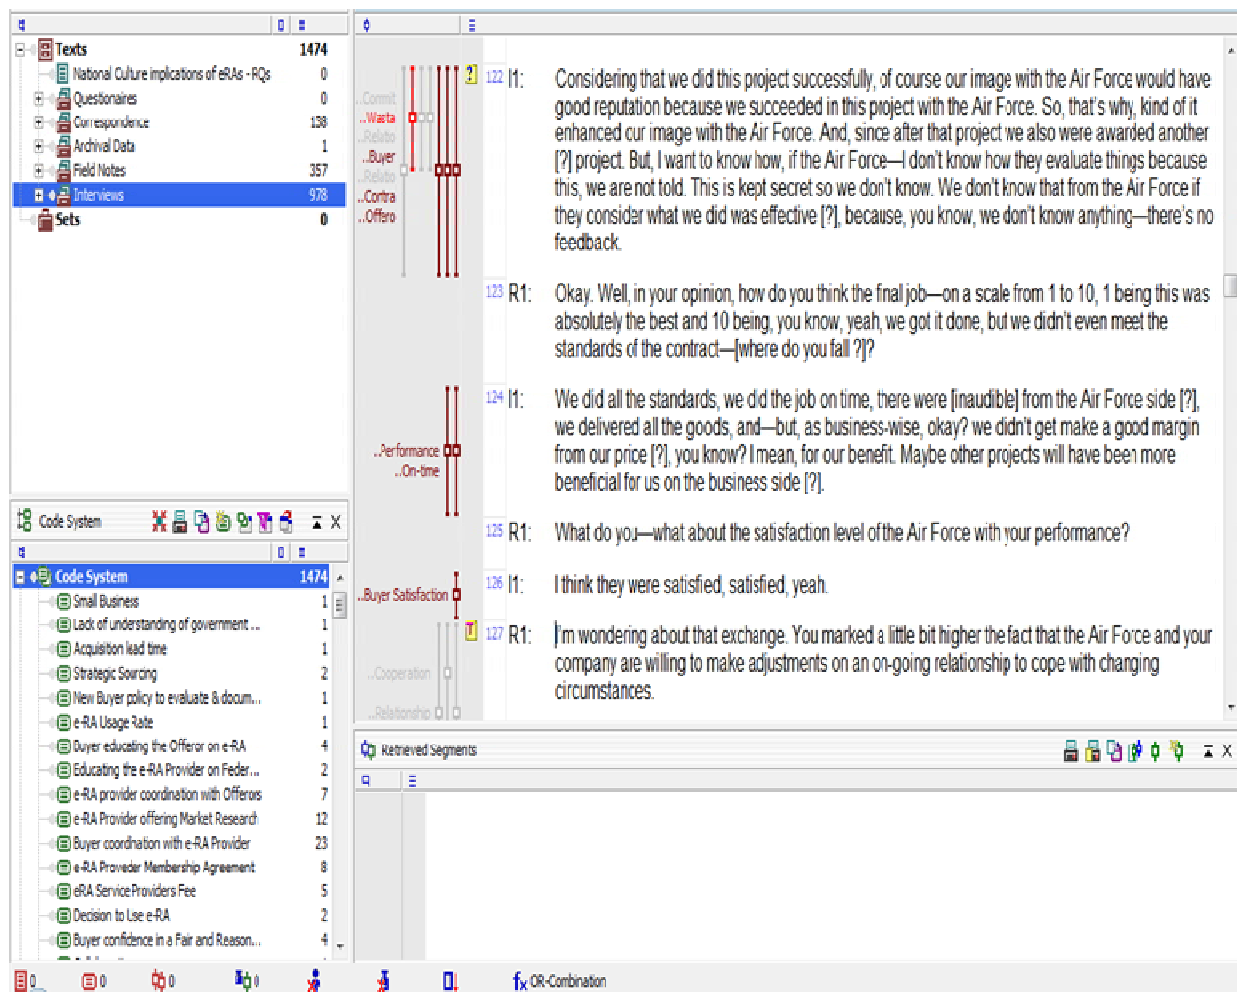 Texts 1474
National Culture implications of eRAs - RQs 0
Questionaires 0
Correspondence 138
Archival Data 1
Field Notes 357
Interviews 978
Sets 0
Code System
Code System 1474
Small Business 1
Lack of understanding of government ... 1
Acquisition lead time 1
Strategic Sourcing 2
New Buyer policy to evaluate & docum... 1
e-RA Usage Rate 1
Buyer educating the Offeror on e-RA 4
Educating the e-RA Provider on Feder... 2
e-RA provider coordination with Offerors 7
e-RA Provider offering Market Research 12
Buyer coordnation with e-RA Provider 23
e-RA Proveder Membership Agreement 8
eRA Service Providers Fee 5
Decision to Use e-RA 2
Buyer confidence in a Fair and Reason... 4
..Commit
..Wasta
..Relatio
..Buyer
..Relatio
..Contra
..Offero
122 I1: Considering that we did this project successfully, of course our image with the Air Force would have
good reputation because we succeeded in this project with the Air Force. So, that's why, kind of it
enhanced our image with the Air Force. And, since after that project we also were awarded another
[?] project. But, I want to know how, if the Air Force—I don't know how they evaluate things because
this, we are not told. This is kept secret so we don't know. We don't know that from the Air Force if
they consider what we did was effective [?], because, you know, we don't know anything—there's no
feedback.
123 R1: Okay. Well, in your opinion, how do you think the final job—on a scale from 1 to 10, 1 being this was
absolutely the best and 10 being, you know, yeah, we got it done, but we didn't even meet the
standards of the contract—[where do you fall ?]?
124 I1: We did all the standards, we did the job on time, there were [inaudible] from the Air Force side [?],
we delivered all the goods, and—but, as business-wise, okay? we didn't get make a good margin
from our price [?], you know? I mean, for our benefit. Maybe other projects will have been more
beneficial for us on the business side [?].
..Performance
..On-time
125 R1: What do you—what about the satisfaction level of the Air Force with your performance?
126 I1: I think they were satisfied, satisfied, yeah.
..Buyer Satisfaction
127 R1: I'm wondering about that exchange. You marked a little bit higher the fact that the Air Force and your
company are willing to make adjustments on an on-going relationship to cope with changing
circumstances.
..Cooperation
..Relationship
Retrieved Segments
0 0 0 0 OR-Combination